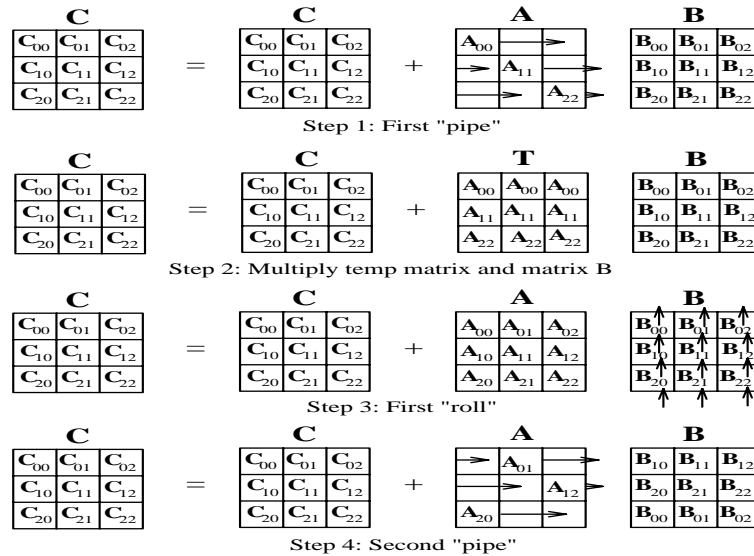 C C A B
C00 C01 C02 = C00 C01 C02 + A00 B00 B01 B02
C10 C11 C12 C10 C11 C12 A11 B10 B11 B12
C20 C21 C22 C20 C21 C22 A22 B20 B21 B22
Step 1: First "pipe"
C C T B
C00 C01 C02 C00 C01 C02 A00 A00 A00 B00 B01 B02
C10 C11 C12 = C10 C11 C12 + A11 A11 A11 B10 B11 B12
C20 C21 C22 C20 C21 C22 A22 A22 A22 B20 B21 B22
Step 2: Multiply temp matrix and matrix B
C C A B
C00 C01 C02 C00 C01 C02 A00 A01 A02 B00 B01 B02
C10 C11 C12 = C10 C11 C12 + A10 A11 A12 B10 B11 B12
C20 C21 C22 C20 C21 C22 A20 A21 A22 B20 B21 B22
Step 3: First "roll"
C C A B
C00 C01 C02 C00 C01 C02 A01 B10 B11 B12
C10 C11 C12 = C10 C11 C12 + A12 B20 B21 B22
C20 C21 C22 C20 C21 C22 A20 B00 B01 B02
Step 4: Second "pipe"